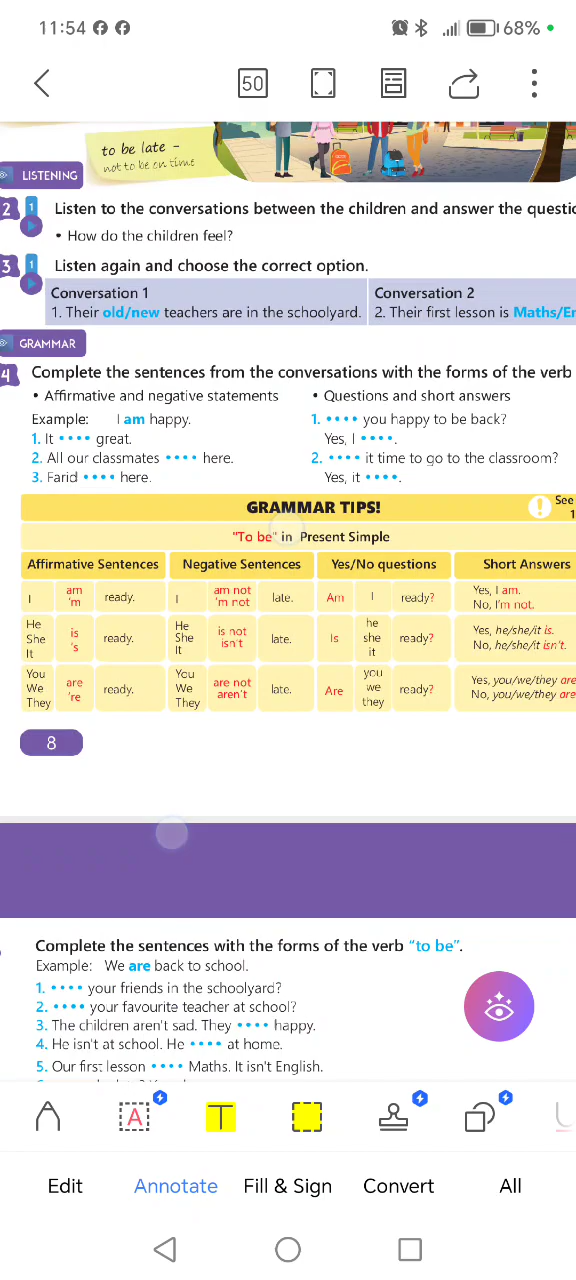 11:54
68%
50
to be late -
not to be on time
LISTENING
2 1 Listen to the conversations between the children and answer the
• How do the children feel?
3 1 Listen again and choose the correct option.
Conversation 1
1. Their old/new teachers are in the schoolyard.
Conversation 2
2. Their first lesson is Maths/
GRAMMAR
4 Complete the sentences from the conversations with the forms of the verb
• Affirmative and negative statements
Example: I am happy.
1. It •••• great.
2. All our classmates •••• here.
3. Farid •••• here.
• Questions and short answers
1. •••• you happy to be back?
Yes, I ••••.
2. •••• it time to go to the classroom?
Yes, it ••••.
GRAMMAR TIPS!
! See
1
"To be" in Present Simple
Affirmative Sentences Negative Sentences Yes/No questions Short Answers
I am 'm ready. I am not 'm not late. Am I ready? Yes, I am.
No, I'm not.
He She It is 's ready. He She It is not isn't late. Is he she it ready? Yes, he/she/it is.
No, he/she/it isn't.
You We They are 're ready. You We They are not aren't late. Are you we they ready? Yes, you/we/they are
No, you/we/they are
8
Complete the sentences with the forms of the verb “to be”.
Example: We are back to school.
1. •••• your friends in the schoolyard?
2. •••• your favourite teacher at school?
3. The children aren't sad. They •••• happy.
4. He isn't at school. He •••• at home.
5. Our first lesson •••• Maths. It isn't English.
A T
Edit Annotate Fill & Sign Convert All